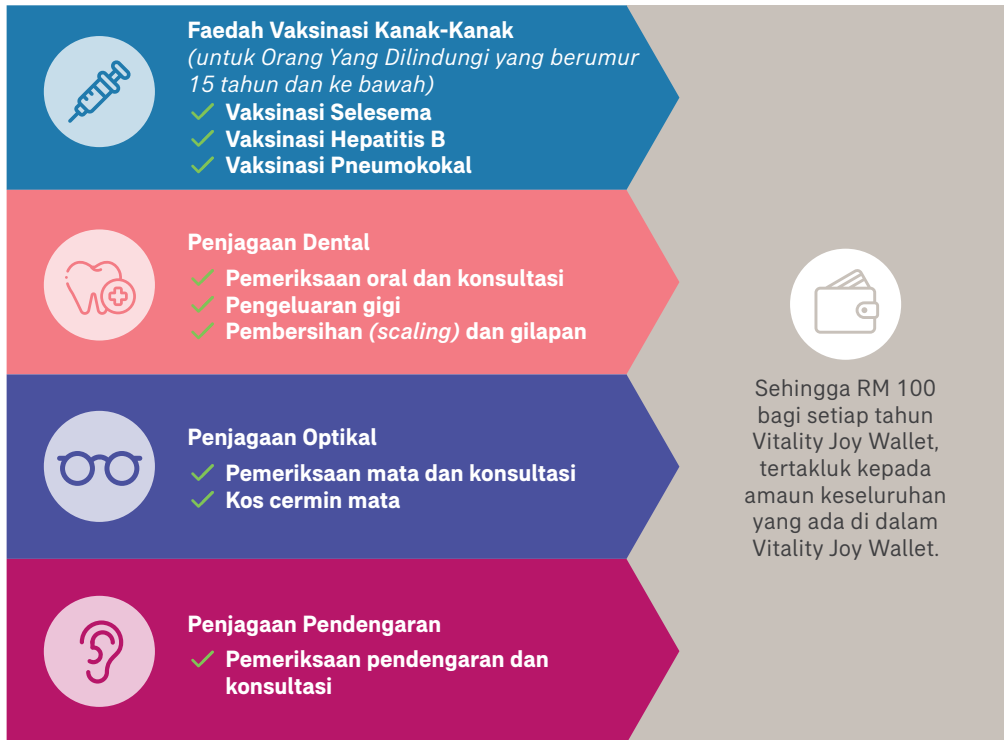 Faedah Vaksinasi Kanak-Kanak
(untuk Orang Yang Dilindungi yang berumur
15 tahun dan ke bawah)
Vaksinasi Selesema
Vaksinasi Hepatitis B
Vaksinasi Pneumokokal
Penjagaan Dental
Pemeriksaan oral dan konsultasi
Pengeluaran gigi
Pembersihan (scaling) dan gilapan
Penjagaan Optikal
Pemeriksaan mata dan konsultasi
Kos cermin mata
Penjagaan Pendengaran
Pemeriksaan pendengaran dan
konsultasi
Sehingga RM 100
bagi setiap tahun
Vitality Joy Wallet,
tertakluk kepada
amaun keseluruhan
yang ada di dalam
Vitality Joy Wallet.